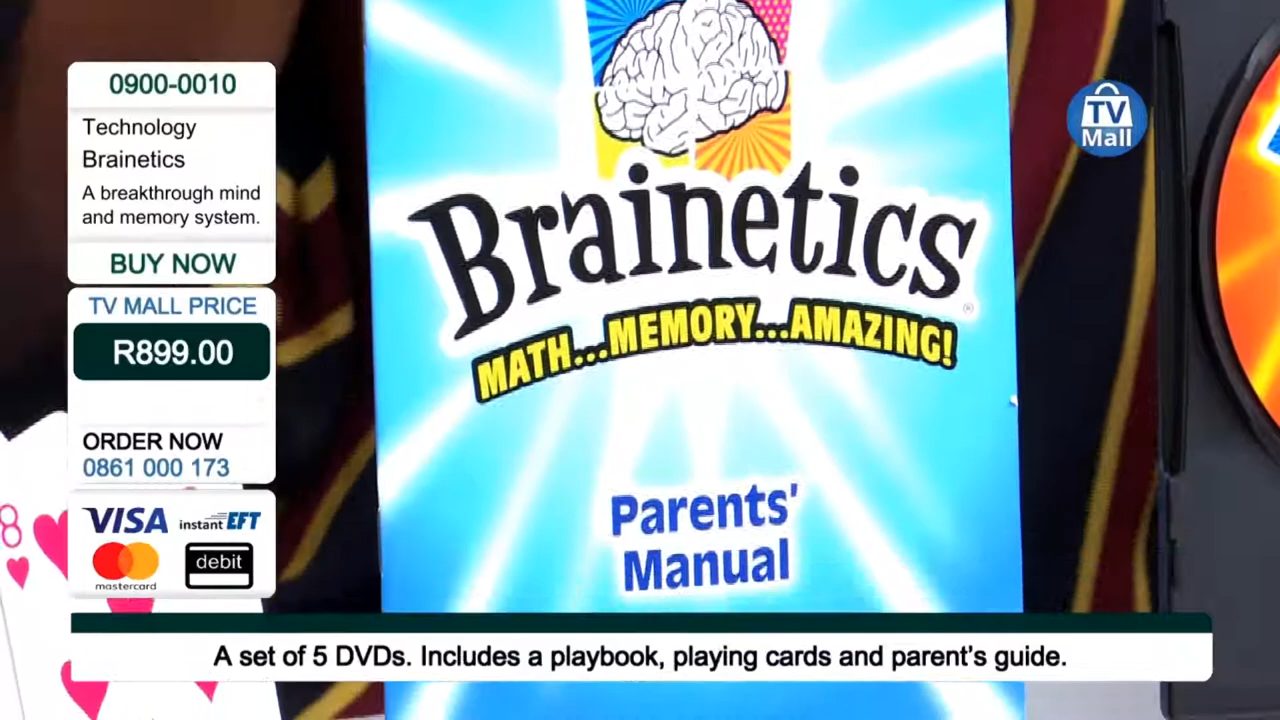 0900-0010
Technology
Brainetics
A breakthrough mind
and memory system.
BUY NOW
TV MALL PRICE
R899.00
ORDER NOW
0861 000 173
VISA
instant EFT
mastercard
debit
8
Brainetics®
MATH...MEMORY...AMAZING!
Parents'
Manual
TV
Mall
A set of 5 DVDs. Includes a playbook, playing cards and parent's guide.